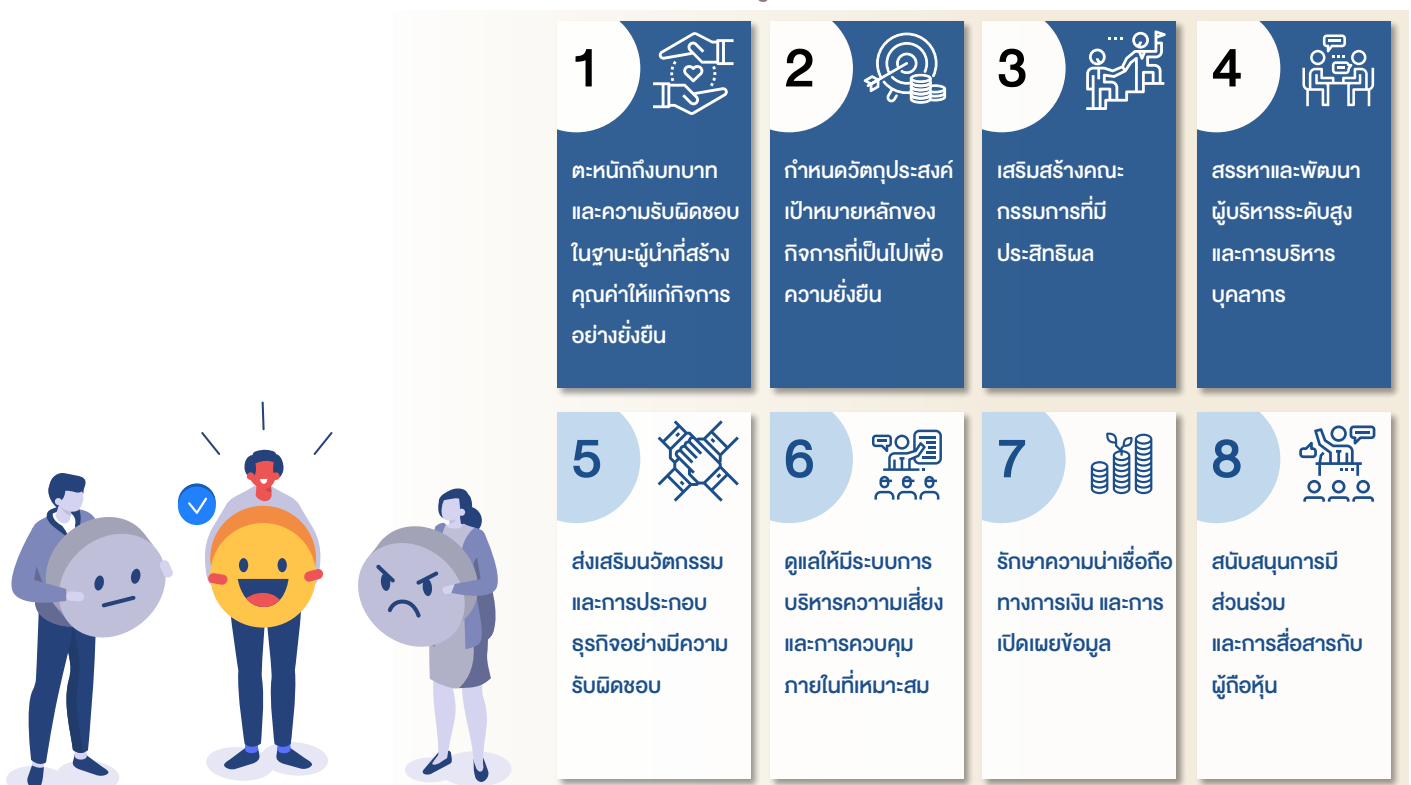 1
ตะหนักถึงบทบาท
และความรับผิดชอบ
ในฐานะผู้นำที่สร้าง
คุณค่าให้แก่กิจการ
อย่างยั่งยืน
2
กำหนดวัตถุประสงค์
เป้าหมายหลักของ
กิจการที่เป็นไปเพื่อ
ความยั่งยืน
3
เสริมสร้างคณะ
กรรมการที่มี
ประสิทธิผล
4
สรรหาและพัฒนา
ผู้บริหารระดับสูง
และการบริหาร
บุคลากร
5
ส่งเสริมนวัตกรรม
และการประกอบ
ธุรกิจอย่างมีความ
รับผิดชอบ
6
ดูแลให้มีระบบการ
บริหารควาามเสี่ยง
และการควบคุม
ภายในที่เหมาะสม
7
รักษาความน่าเชื่อถือ
ทางการเงิน และการ
เปิดเผยข้อมูล
8
สนับสนุนการมี
ส่วนร่วม
และการสื่อสารกับ
ผู้ถือหุ้น